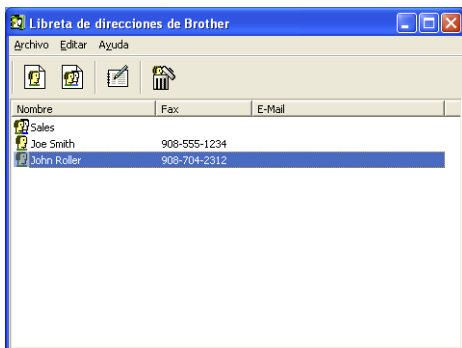 Libreta de direcciones de Brother
Archivo Editar Ayuda
Nombre Fax E-Mail
Sales
Joe Smith 908-555-1234
John Roller 908-704-2312